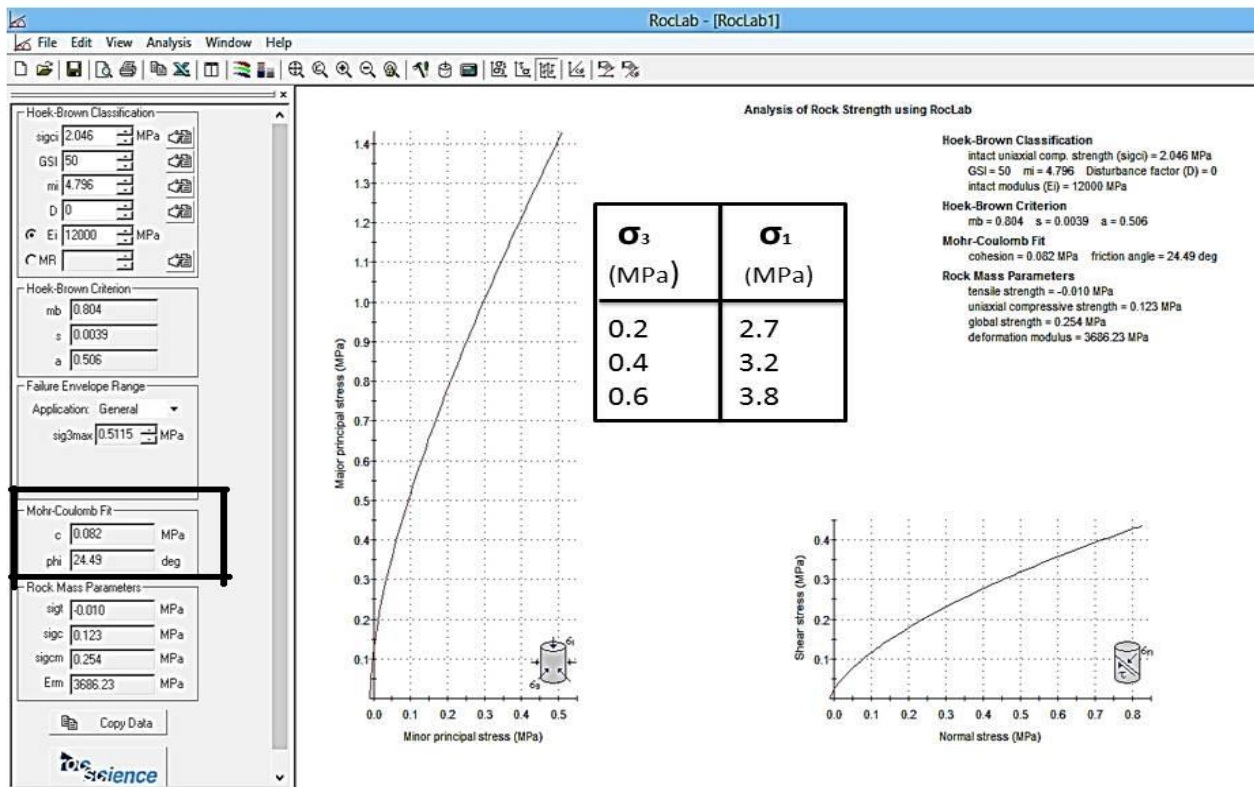 RocLab - [RocLab1]
File Edit View Analysis Window Help
Hoek-Brown Classification
sigci 2.046 MPa
GSI 50
mi 4.796
D 0
Ei 12000 MPa
MR
Hoek-Brown Criterion
mb 0.804
s 0.0039
a 0.506
Failure Envelope Range
Application: General
sig3max 0.5115 MPa
Mohr-Coulomb Fit
c 0.082 MPa
phi 24.49 deg
Rock Mass Parameters
sigt -0.010 MPa
sigc 0.123 MPa
sigcm 0.254 MPa
Erm 3686.23 MPa
Copy Data
rocscience
Analysis of Rock Strength using RocLab
Hoek-Brown Classification
intact uniaxial comp. strength (sigci) = 2.046 MPa
GSI = 50 mi = 4.796 Disturbance factor (D) = 0
intact modulus (Ei) = 12000 MPa
Hoek-Brown Criterion
mb = 0.804 s = 0.0039 a = 0.506
Mohr-Coulomb Fit
cohesion = 0.082 MPa friction angle = 24.49 deg
Rock Mass Parameters
tensile strength = -0.010 MPa
uniaxial compressive strength = 0.123 MPa
global strength = 0.254 MPa
deformation modulus = 3686.23 MPa
σ₃ σ₁
(MPa) (MPa)
0.2 2.7
0.4 3.2
0.6 3.8
Major principal stress (MPa)
1.4
1.3
1.2
1.1
1.0
0.9
0.8
0.7
0.6
0.5
0.4
0.3
0.2
0.1
0.0 0.1 0.2 0.3 0.4 0.5
Minor principal stress (MPa)
σ1
σ3
Shear stress (MPa)
0.4
0.3
0.2
0.1
0.0 0.1 0.2 0.3 0.4 0.5 0.6 0.7 0.8
Normal stress (MPa)
σn
τ